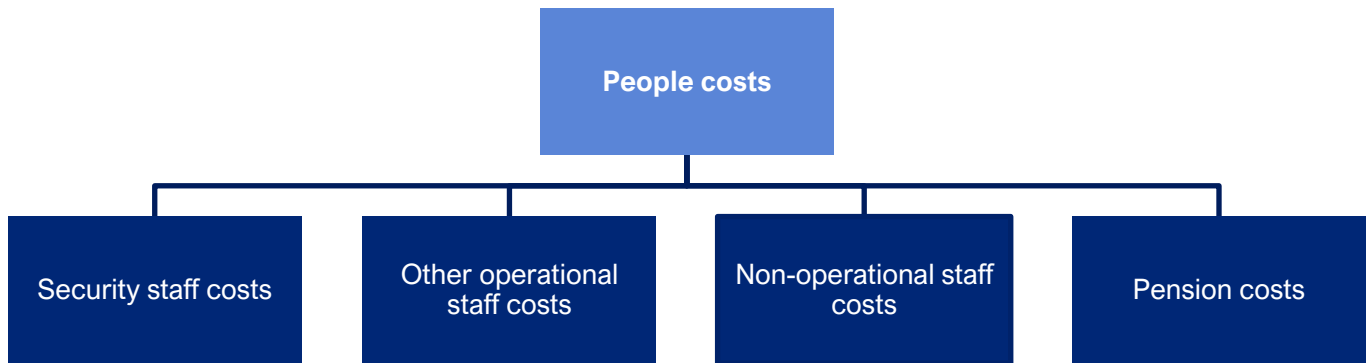 People costs
Security staff costs
Other operational
staff costs
Non-operational staff
costs
Pension costs